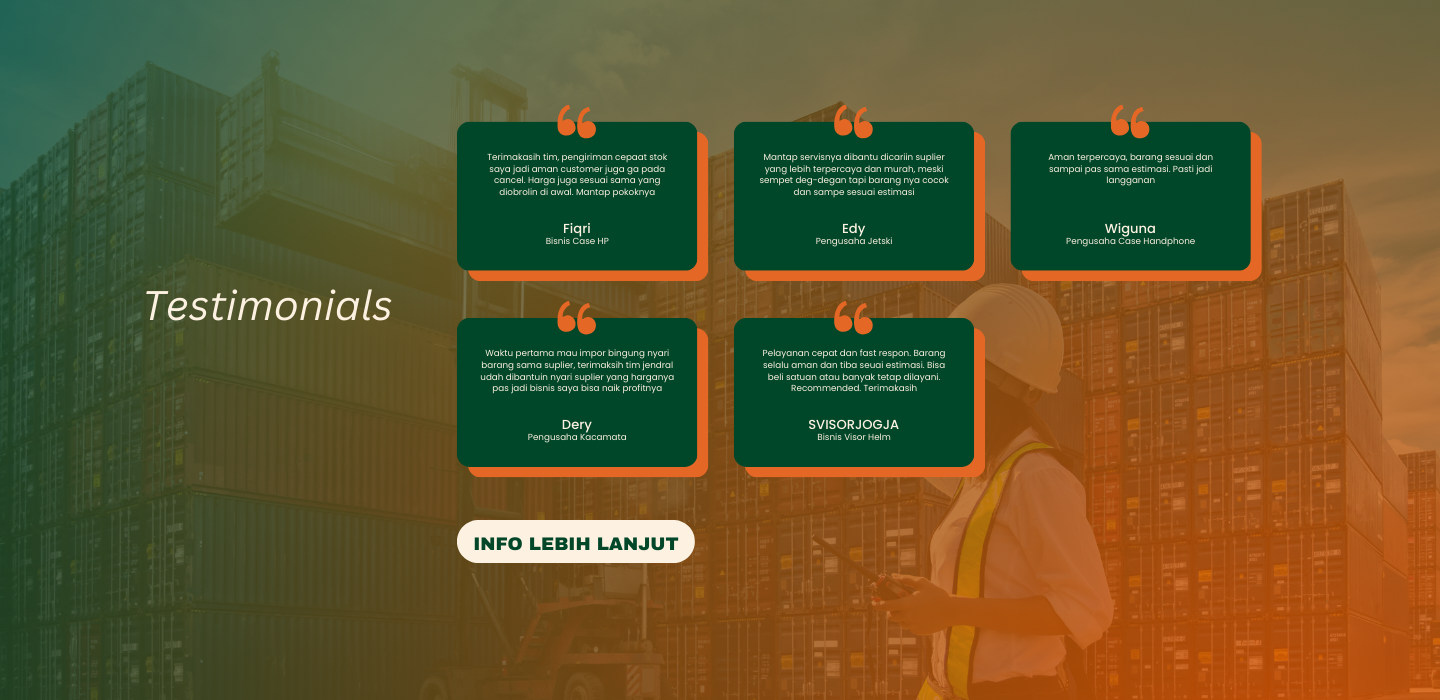 Testimonials
Terimakasih tim, pengiriman cepaat stok
saya jadi aman customer juga ga pada
cancel. Harga juga sesuai sama yang
diobrolin di awal. Mantap pokoknya
Fiqri
Bisnis Case HP
Mantap servisnya dibantu dicariin suplier
yang lebih terpercaya dan murah, meski
sempet deg-degan tapi barang nya cocok
dan sampe sesuai estimasi
Edy
Pengusaha Jetski
Aman terpercaya, barang sesuai dan
sampai pas sama estimasi. Pasti jadi
langganan
Wiguna
Pengusaha Case Handphone
Waktu pertama mau impor bingung nyari
barang sama suplier, terimaksih tim jendral
udah dibantuin nyari suplier yang harganya
pas jadi bisnis saya bisa naik profitnya
Dery
Pengusaha Kacamata
Pelayanan cepat dan fast respon. Barang
selalu aman dan tiba seuai estimasi. Bisa
beli satuan atau banyak tetap dilayani.
Recommended. Terimakasih
SVISORJOGJA
Bisnis Visor Helm
INFO LEBIH LANJUT